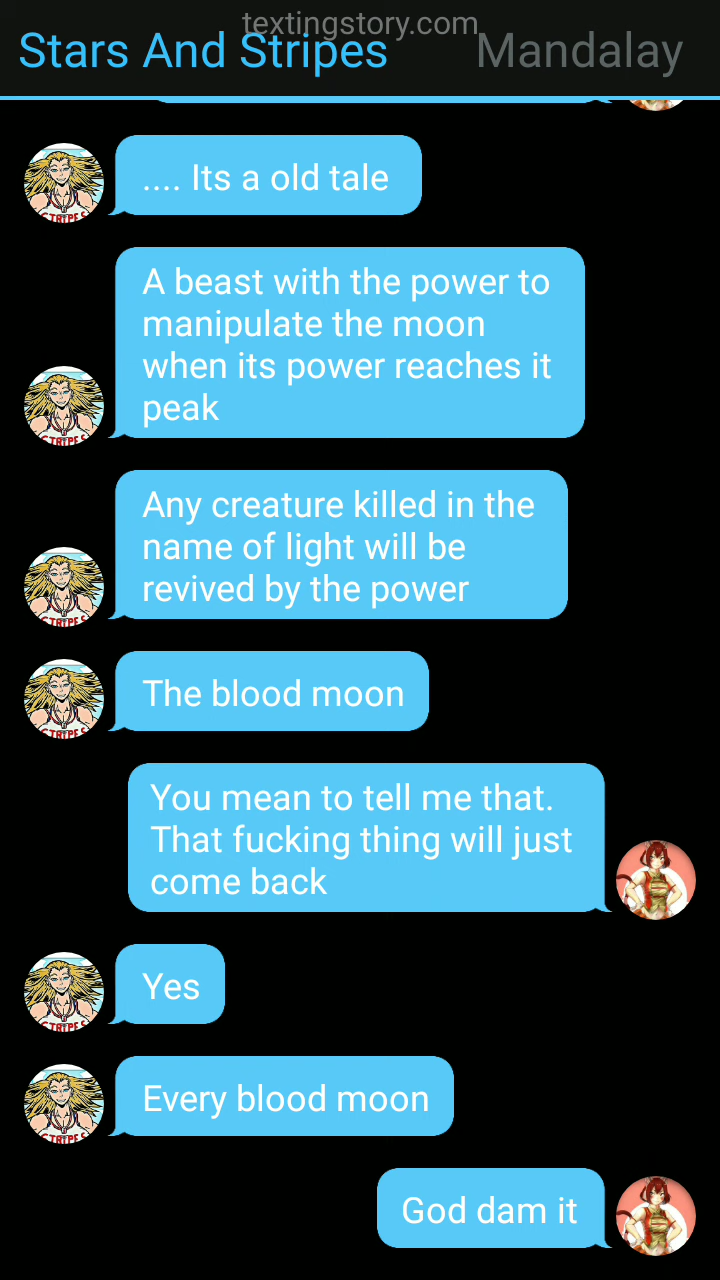 textingstory.com
Stars And Stripes Mandalay
.... Its a old tale
A beast with the power to
manipulate the moon
when its power reaches it
peak
Any creature killed in the
name of light will be
revived by the power
The blood moon
You mean to tell me that.
That fucking thing will just
come back
Yes
Every blood moon
God dam it